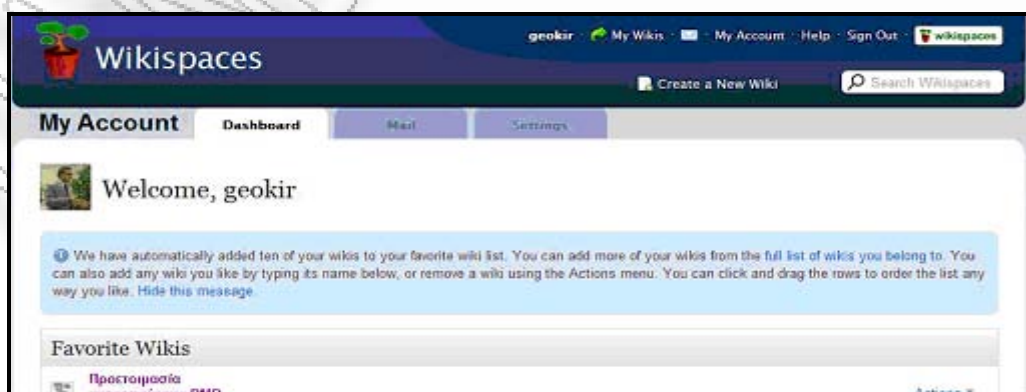 geokir · My Wikis · · My Account · Help · Sign Out · wikispaces
Wikispaces
Create a New Wiki
Search Wikispaces
My Account
Dashboard
Mail
Settings
Welcome, geokir
We have automatically added ten of your wikis to your favorite wiki list. You can add more of your wikis from the full list of wikis you belong to. You
can also add any wiki you like by typing its name below, or remove a wiki using the Actions menu. You can click and drag the rows to order the list any
way you like. Hide this message.
Favorite Wikis
Προετοιμασία
Actions